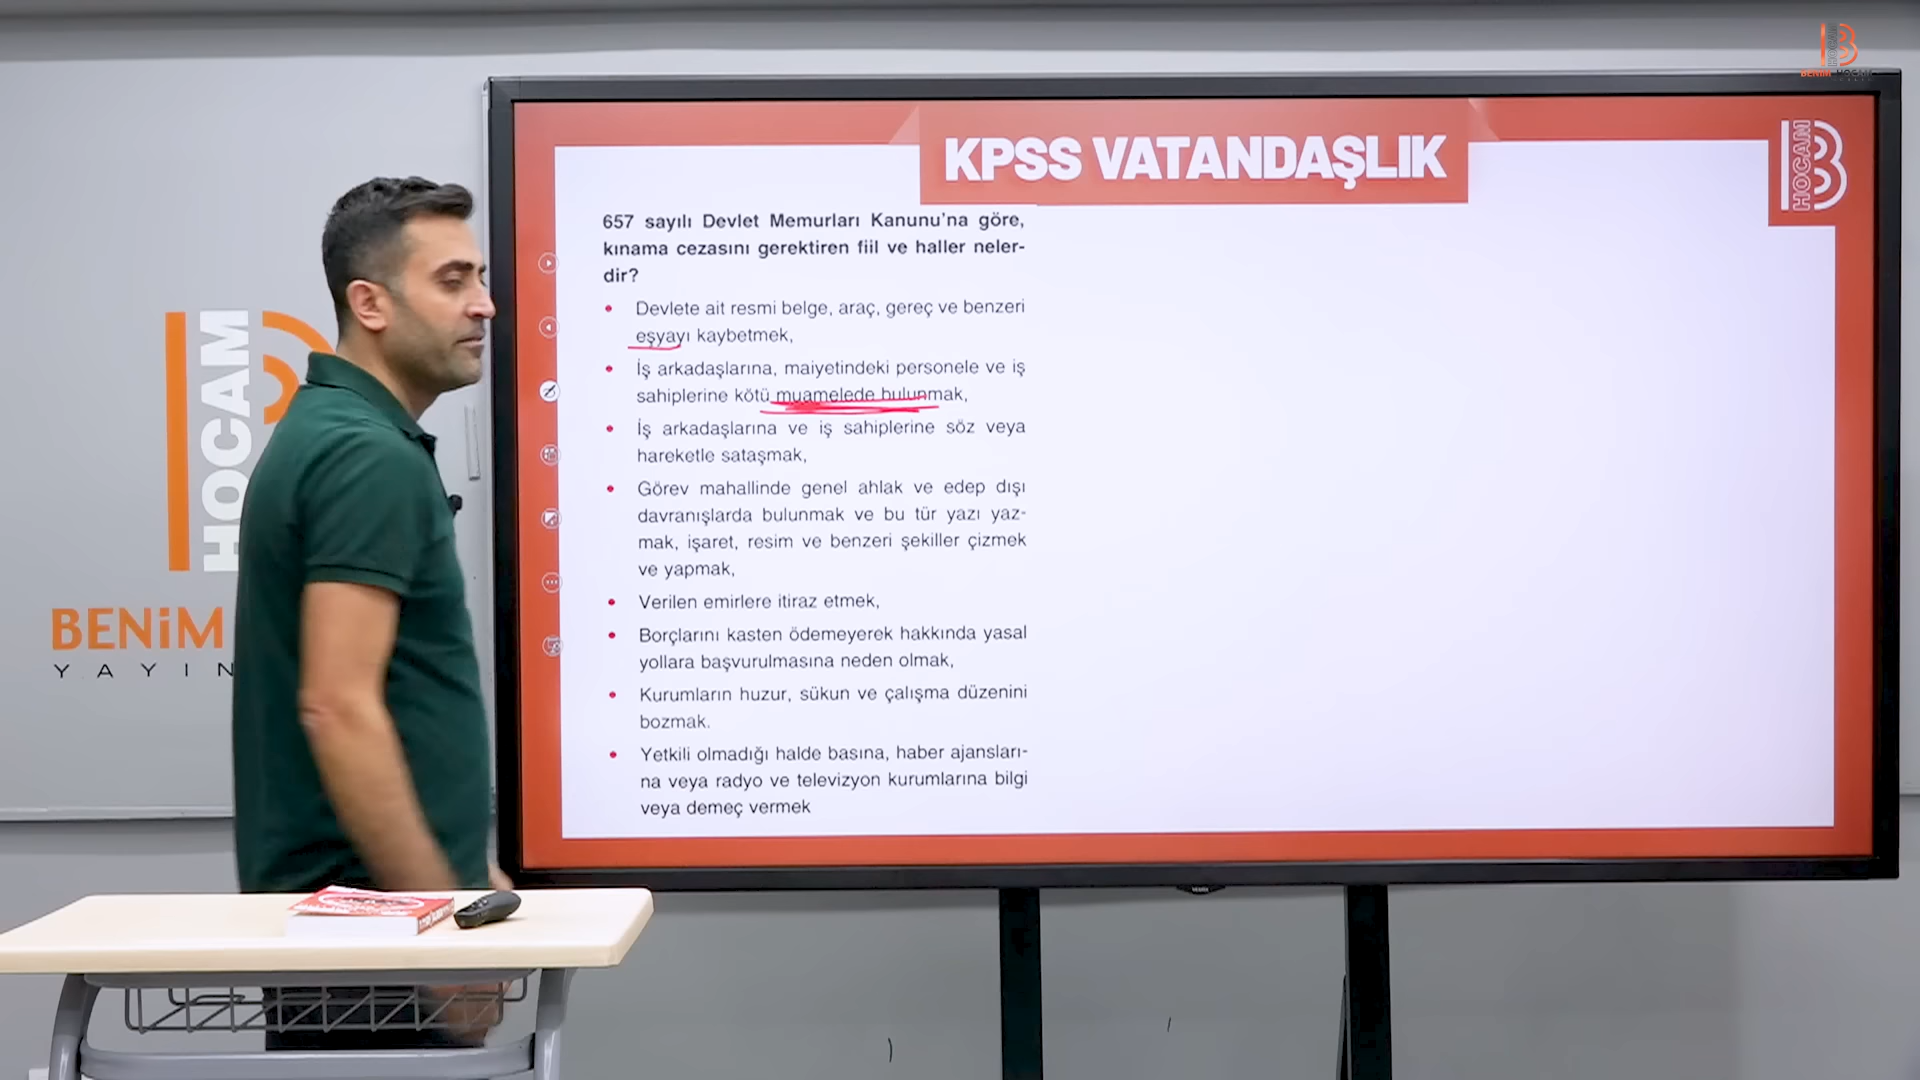 BENİM HOCAM
KPSS VATANDAŞLIK
HOCAM
657 sayılı Devlet Memurları Kanunu'na göre,
kınama cezasını gerektiren fiil ve haller neler-
dir?
• Devlete ait resmi belge, araç, gereç ve benzeri
eşyayı kaybetmek,
• İş arkadaşlarına, maiyetindeki personele ve iş
sahiplerine kötü muamelede bulunmak,
• İş arkadaşlarına ve iş sahiplerine söz veya
hareketle sataşmak,
• Görev mahallinde genel ahlak ve edep dışı
davranışlarda bulunmak ve bu tür yazı yaz-
mak, işaret, resim ve benzeri şekiller çizmek
ve yapmak,
• Verilen emirlere itiraz etmek,
• Borçlarını kasten ödemeyerek hakkında yasal
yollara başvurulmasına neden olmak,
• Kurumların huzur, sükun ve çalışma düzenini
bozmak.
• Yetkili olmadığı halde basına, haber ajansları-
na veya radyo ve televizyon kurumlarına bilgi
veya demeç vermek
HOCAM
BENİM
YAYIN